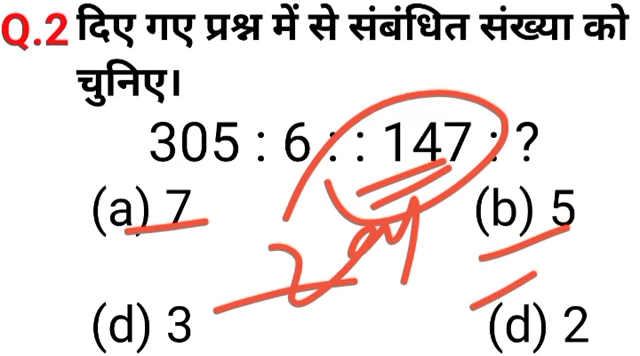 Q.2 दिए गए प्रश्न में से संबंधित संख्या को
चुनिए।
305 : 6 : : 147 : ?
(a) 7 (b) 5
(d) 3 (d) 2